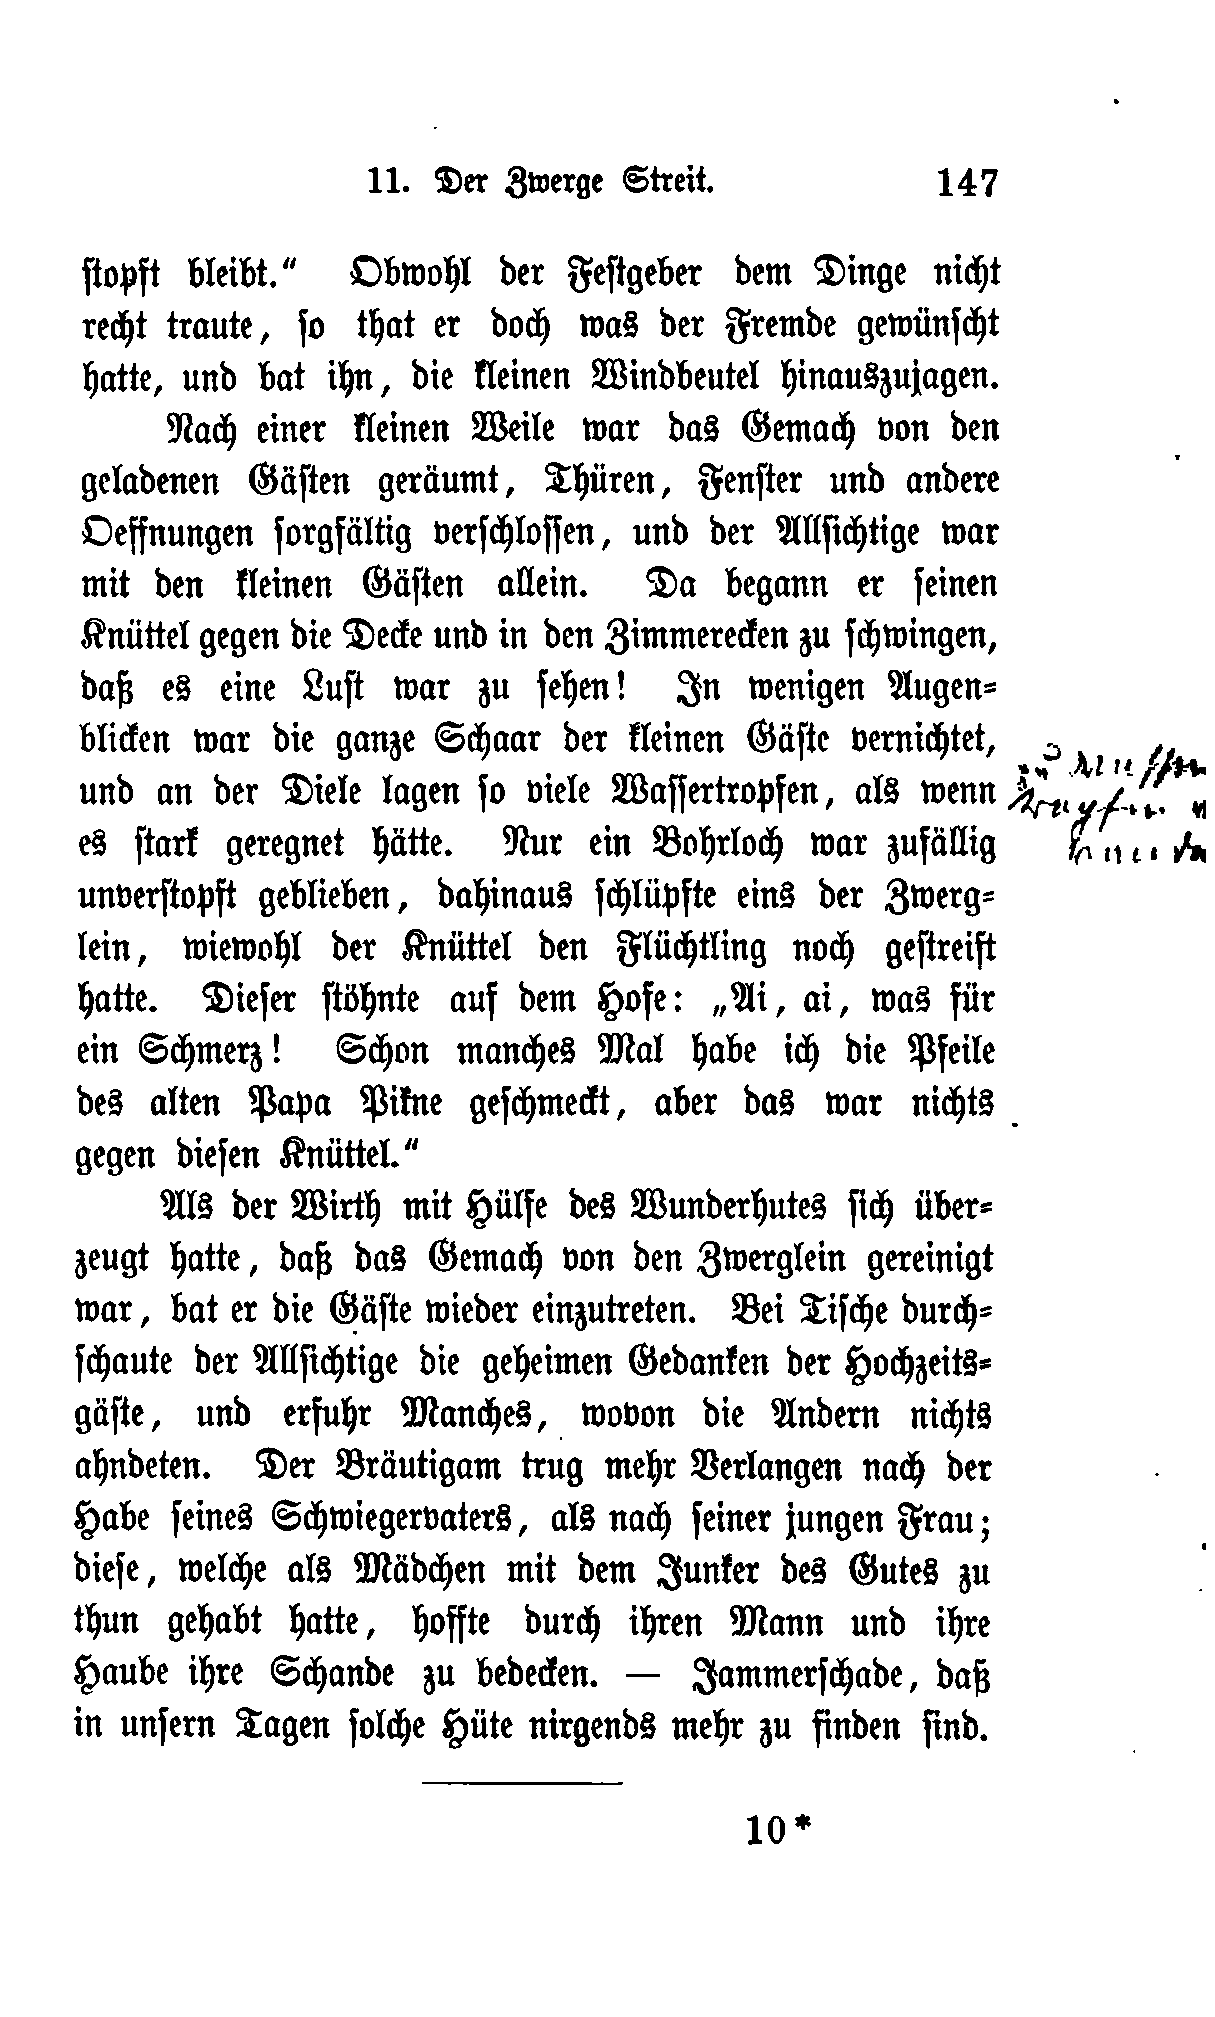 11. Der Zwerge Streit. 147
stopft bleibt.“ Obwohl der Festgeber dem Dinge nicht
recht traute, so that er doch was der Fremde gewünscht
hatte, und bat ihn, die kleinen Windbeutel hinauszujagen.
Nach einer kleinen Weile war das Gemach von den
geladenen Gästen geräumt, Thüren, Fenster und andere
Oeffnungen sorgfältig verschlossen, und der Allsichtige war
mit den kleinen Gästen allein. Da begann er seinen
Knüttel gegen die Decke und in den Zimmerecken zu schwingen,
daß es eine Lust war zu sehen! In wenigen Augen-
blicken war die ganze Schaar der kleinen Gäste vernichtet,
und an der Diele lagen so viele Wassertropfen, als wenn
es stark geregnet hätte. Nur ein Bohrloch war zufällig
unverstopft geblieben, dahinaus schlüpfte eins der Zwerg-
lein, wiewohl der Knüttel den Flüchtling noch gestreift
hatte. Dieser stöhnte auf dem Hofe: „Ai, ai, was für
ein Schmerz! Schon manches Mal habe ich die Pfeile
des alten Papa Pikne geschmeckt, aber das war nichts
gegen diesen Knüttel.“
Als der Wirth mit Hülfe des Wunderhutes sich über-
zeugt hatte, daß das Gemach von den Zwerglein gereinigt
war, bat er die Gäste wieder einzutreten. Bei Tische durch-
schaute der Allsichtige die geheimen Gedanken der Hochzeits-
gäste, und erfuhr Manches, wovon die Andern nichts
ahndeten. Der Bräutigam trug mehr Verlangen nach der
Habe seines Schwiegervaters, als nach seiner jungen Frau;
diese, welche als Mädchen mit dem Junker des Gutes zu
thun gehabt hatte, hoffte durch ihren Mann und ihre
Haube ihre Schande zu bedecken. — Jammerschade, daß
in unsern Tagen solche Hüte nirgends mehr zu finden sind.
10*